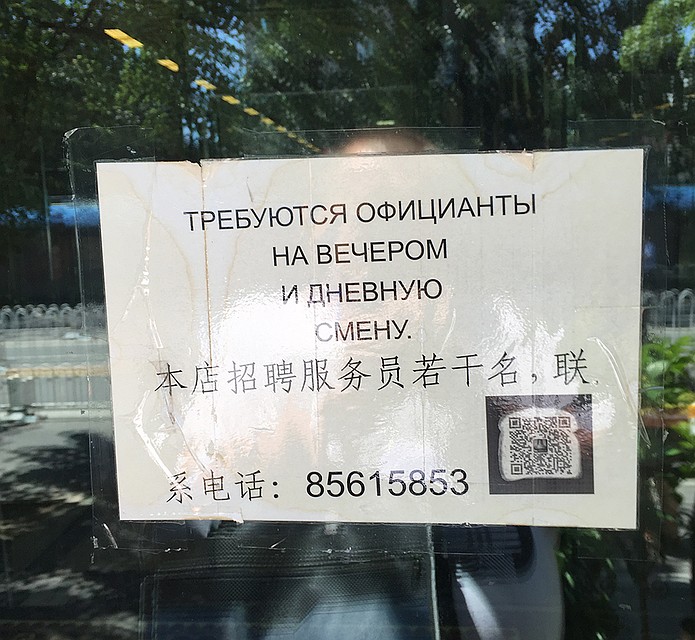 ТРЕБУЮТСЯ ОФИЦИАНТЫ
НА ВЕЧЕРОМ
И ДНЕВНУЮ
СМЕНУ.
本店招聘服务员若干名，联
系电话：85615853